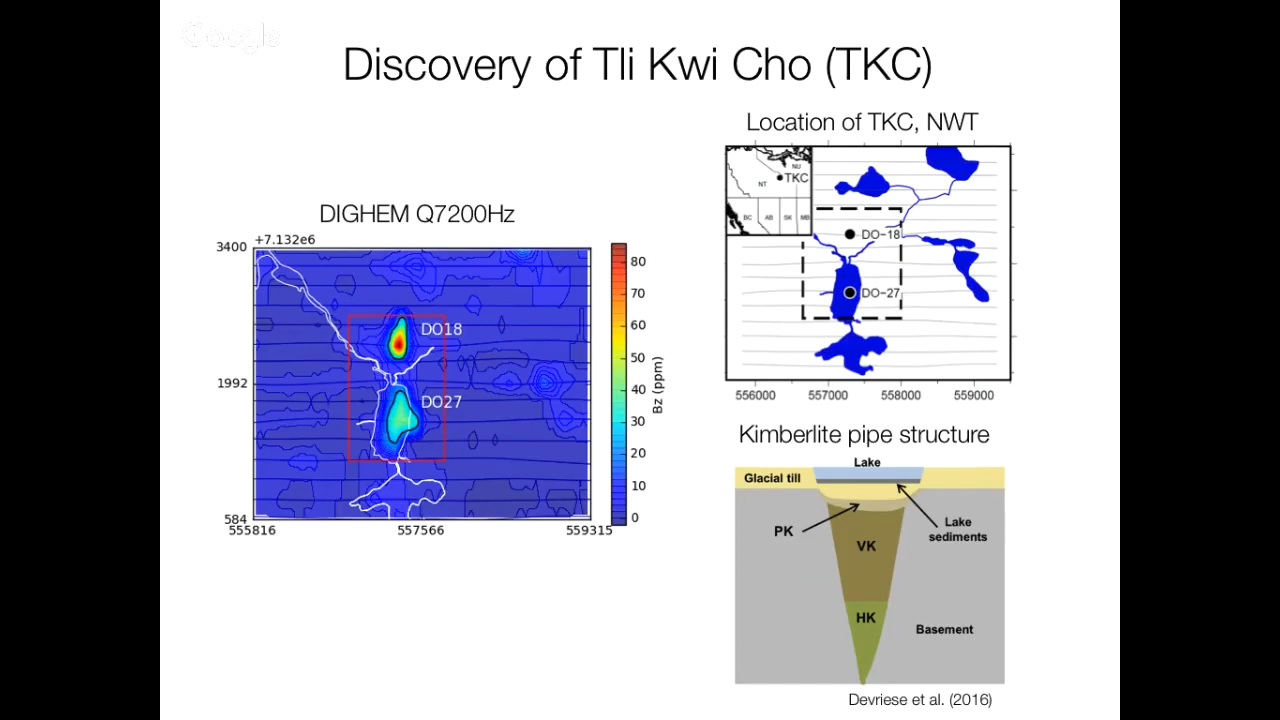 Google
Discovery of Tli Kwi Cho (TKC)
Location of TKC, NWT
NU
TKC
NT
BC
AB
SK
MB
DO-18
DO-27
556000
557000
558000
559000
DIGHEM Q7200Hz
+7.132e6
3400
1992
584
555816
557566
559315
DO18
DO27
80
70
60
50
40
30
20
10
0
Bz (ppm)
Kimberlite pipe structure
Lake
Glacial till
PK
VK
Lake
sediments
HK
Basement
Devriese et al. (2016)